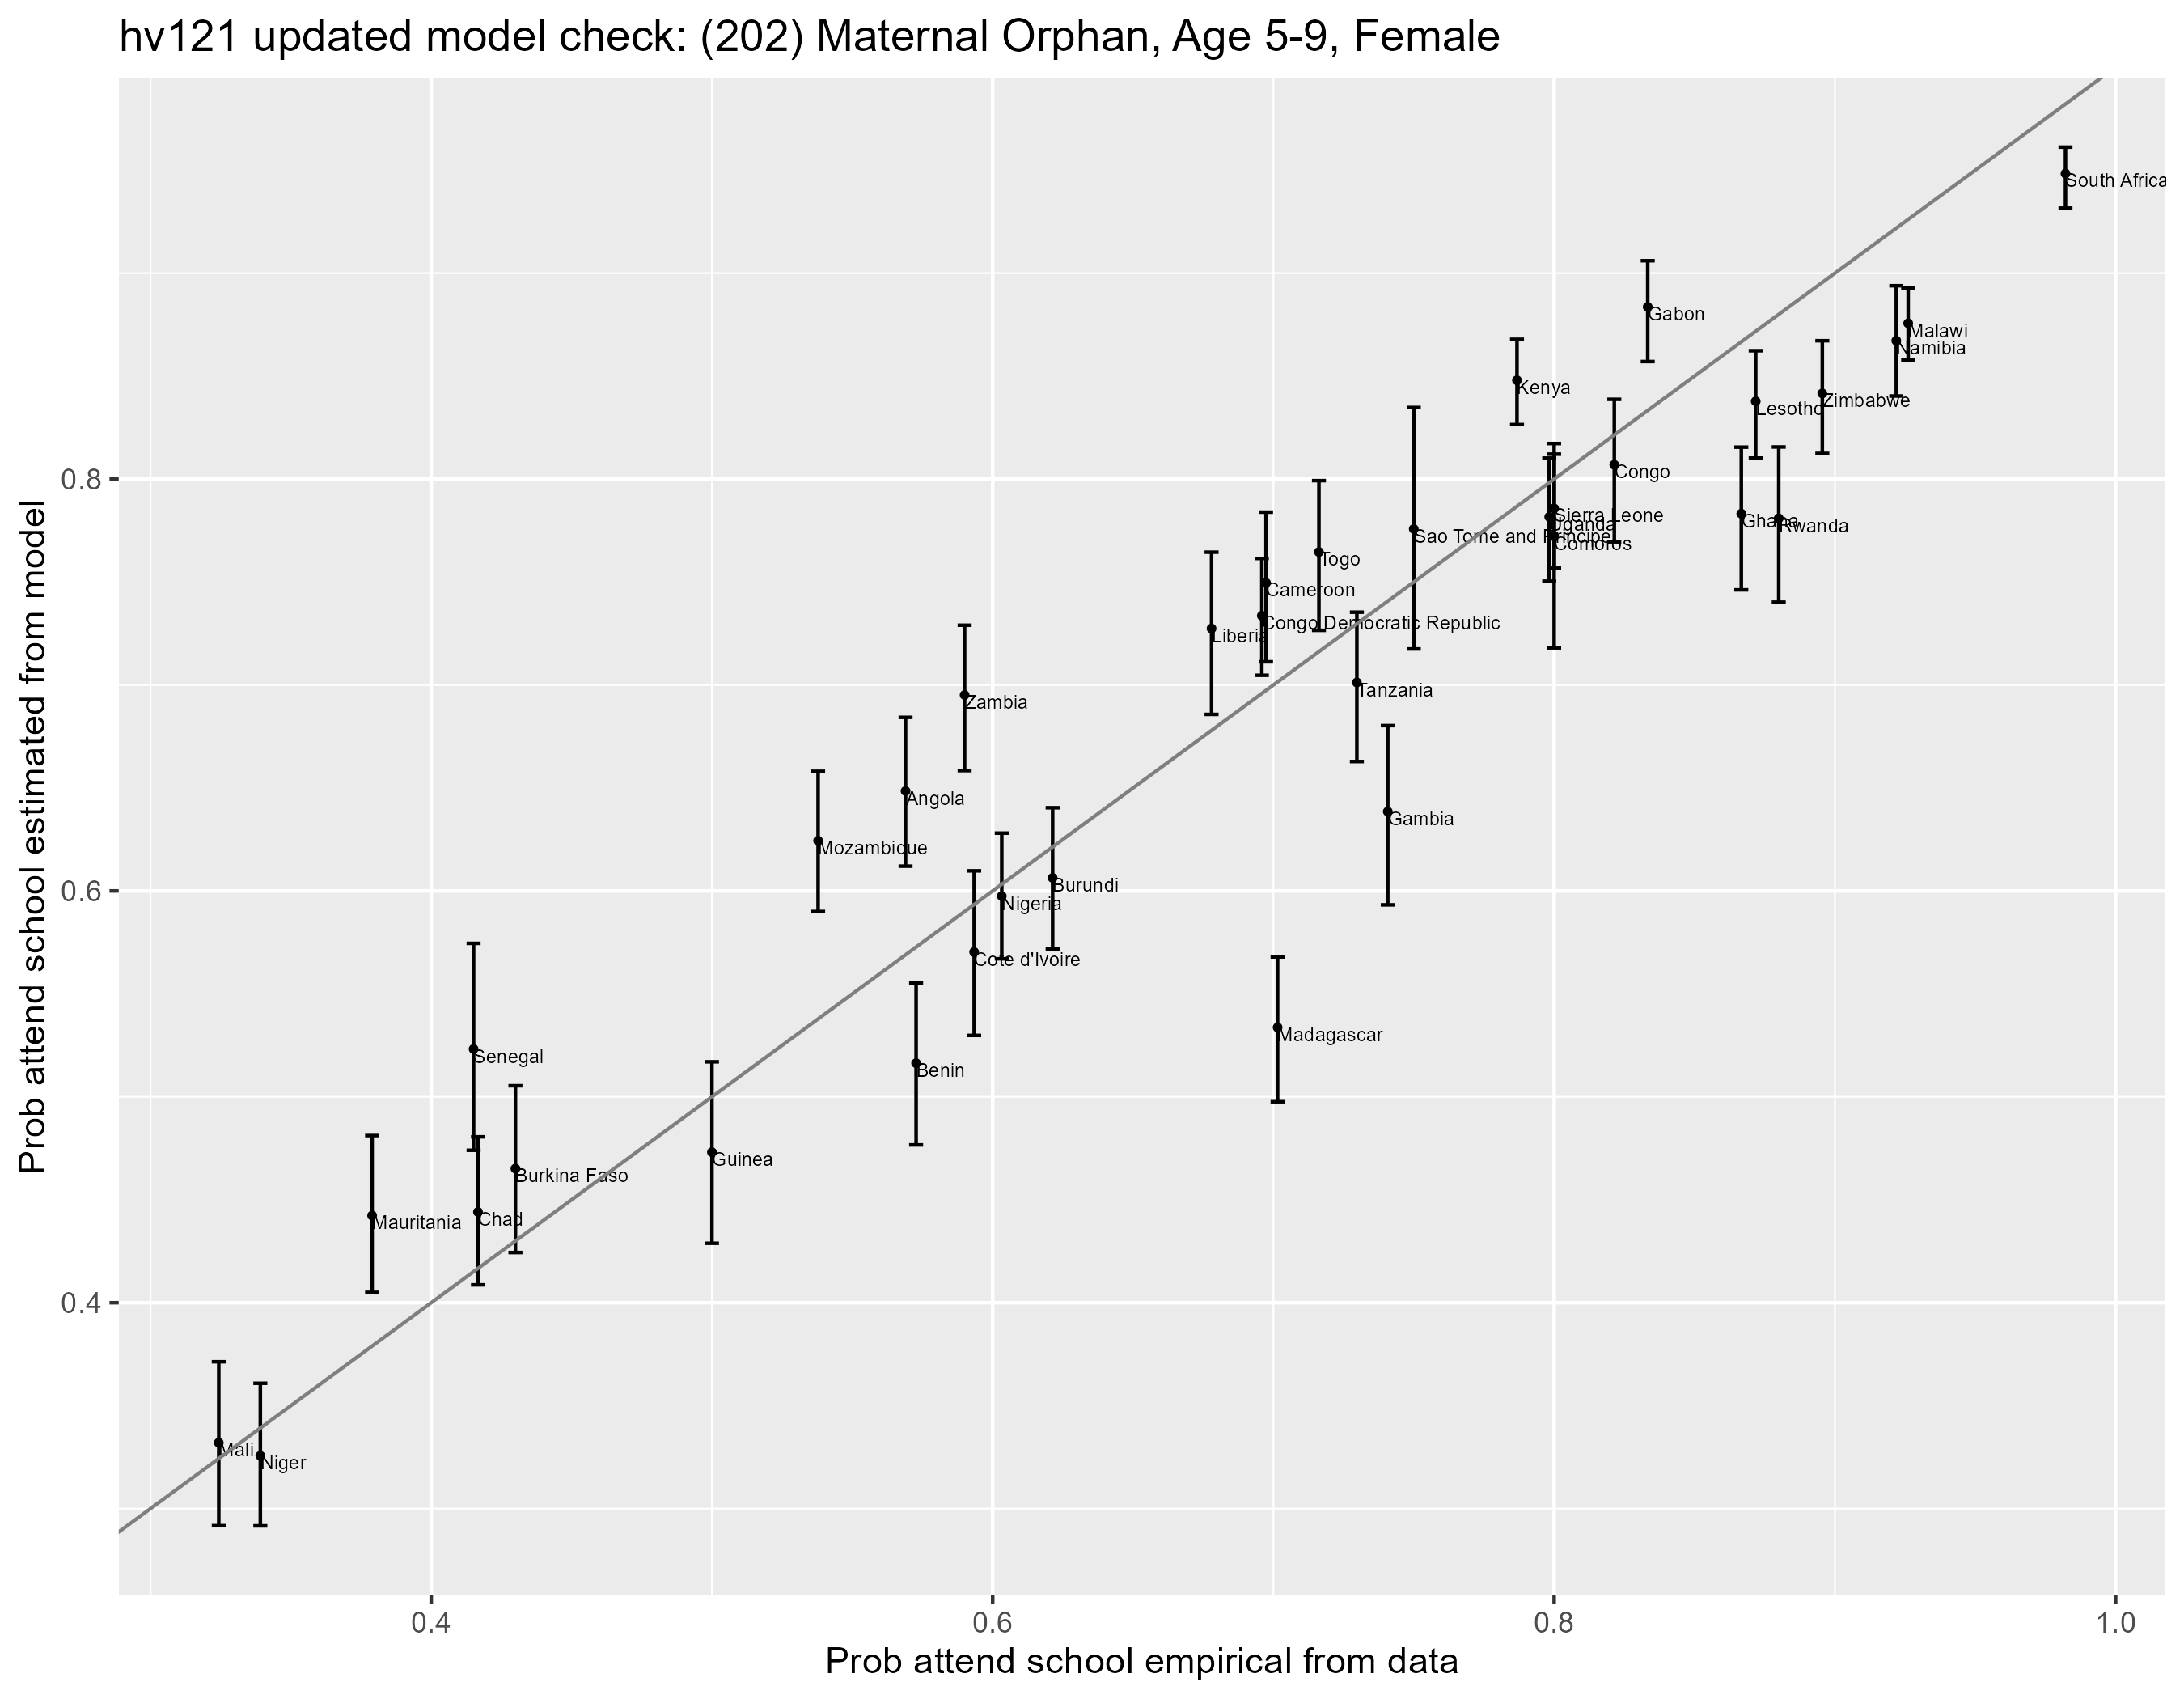 hv121 updated model check: (202) Maternal Orphan, Age 5-9, Female
South Africa
Gabon
Malawi
Namibia
Kenya
Zimbabwe
Lesotho
0.8
Congo
Sierra Leone
Ghana
Uganda
Rwanda
Sao Tome and Principe
Comoros
Togo
Cameroon
Congo Democratic Republic
Liberia
Tanzania
Zambia
Angola
Gambia
Mozambique
0.6
Burundi
Nigeria
Cote d'Ivoire
Madagascar
Senegal
Benin
Guinea
Burkina Faso
Chad
Mauritania
0.4
Mali
Niger
0.4
0.6
0.8
1.0
Prob attend school empirical from data
Prob attend school estimated from model